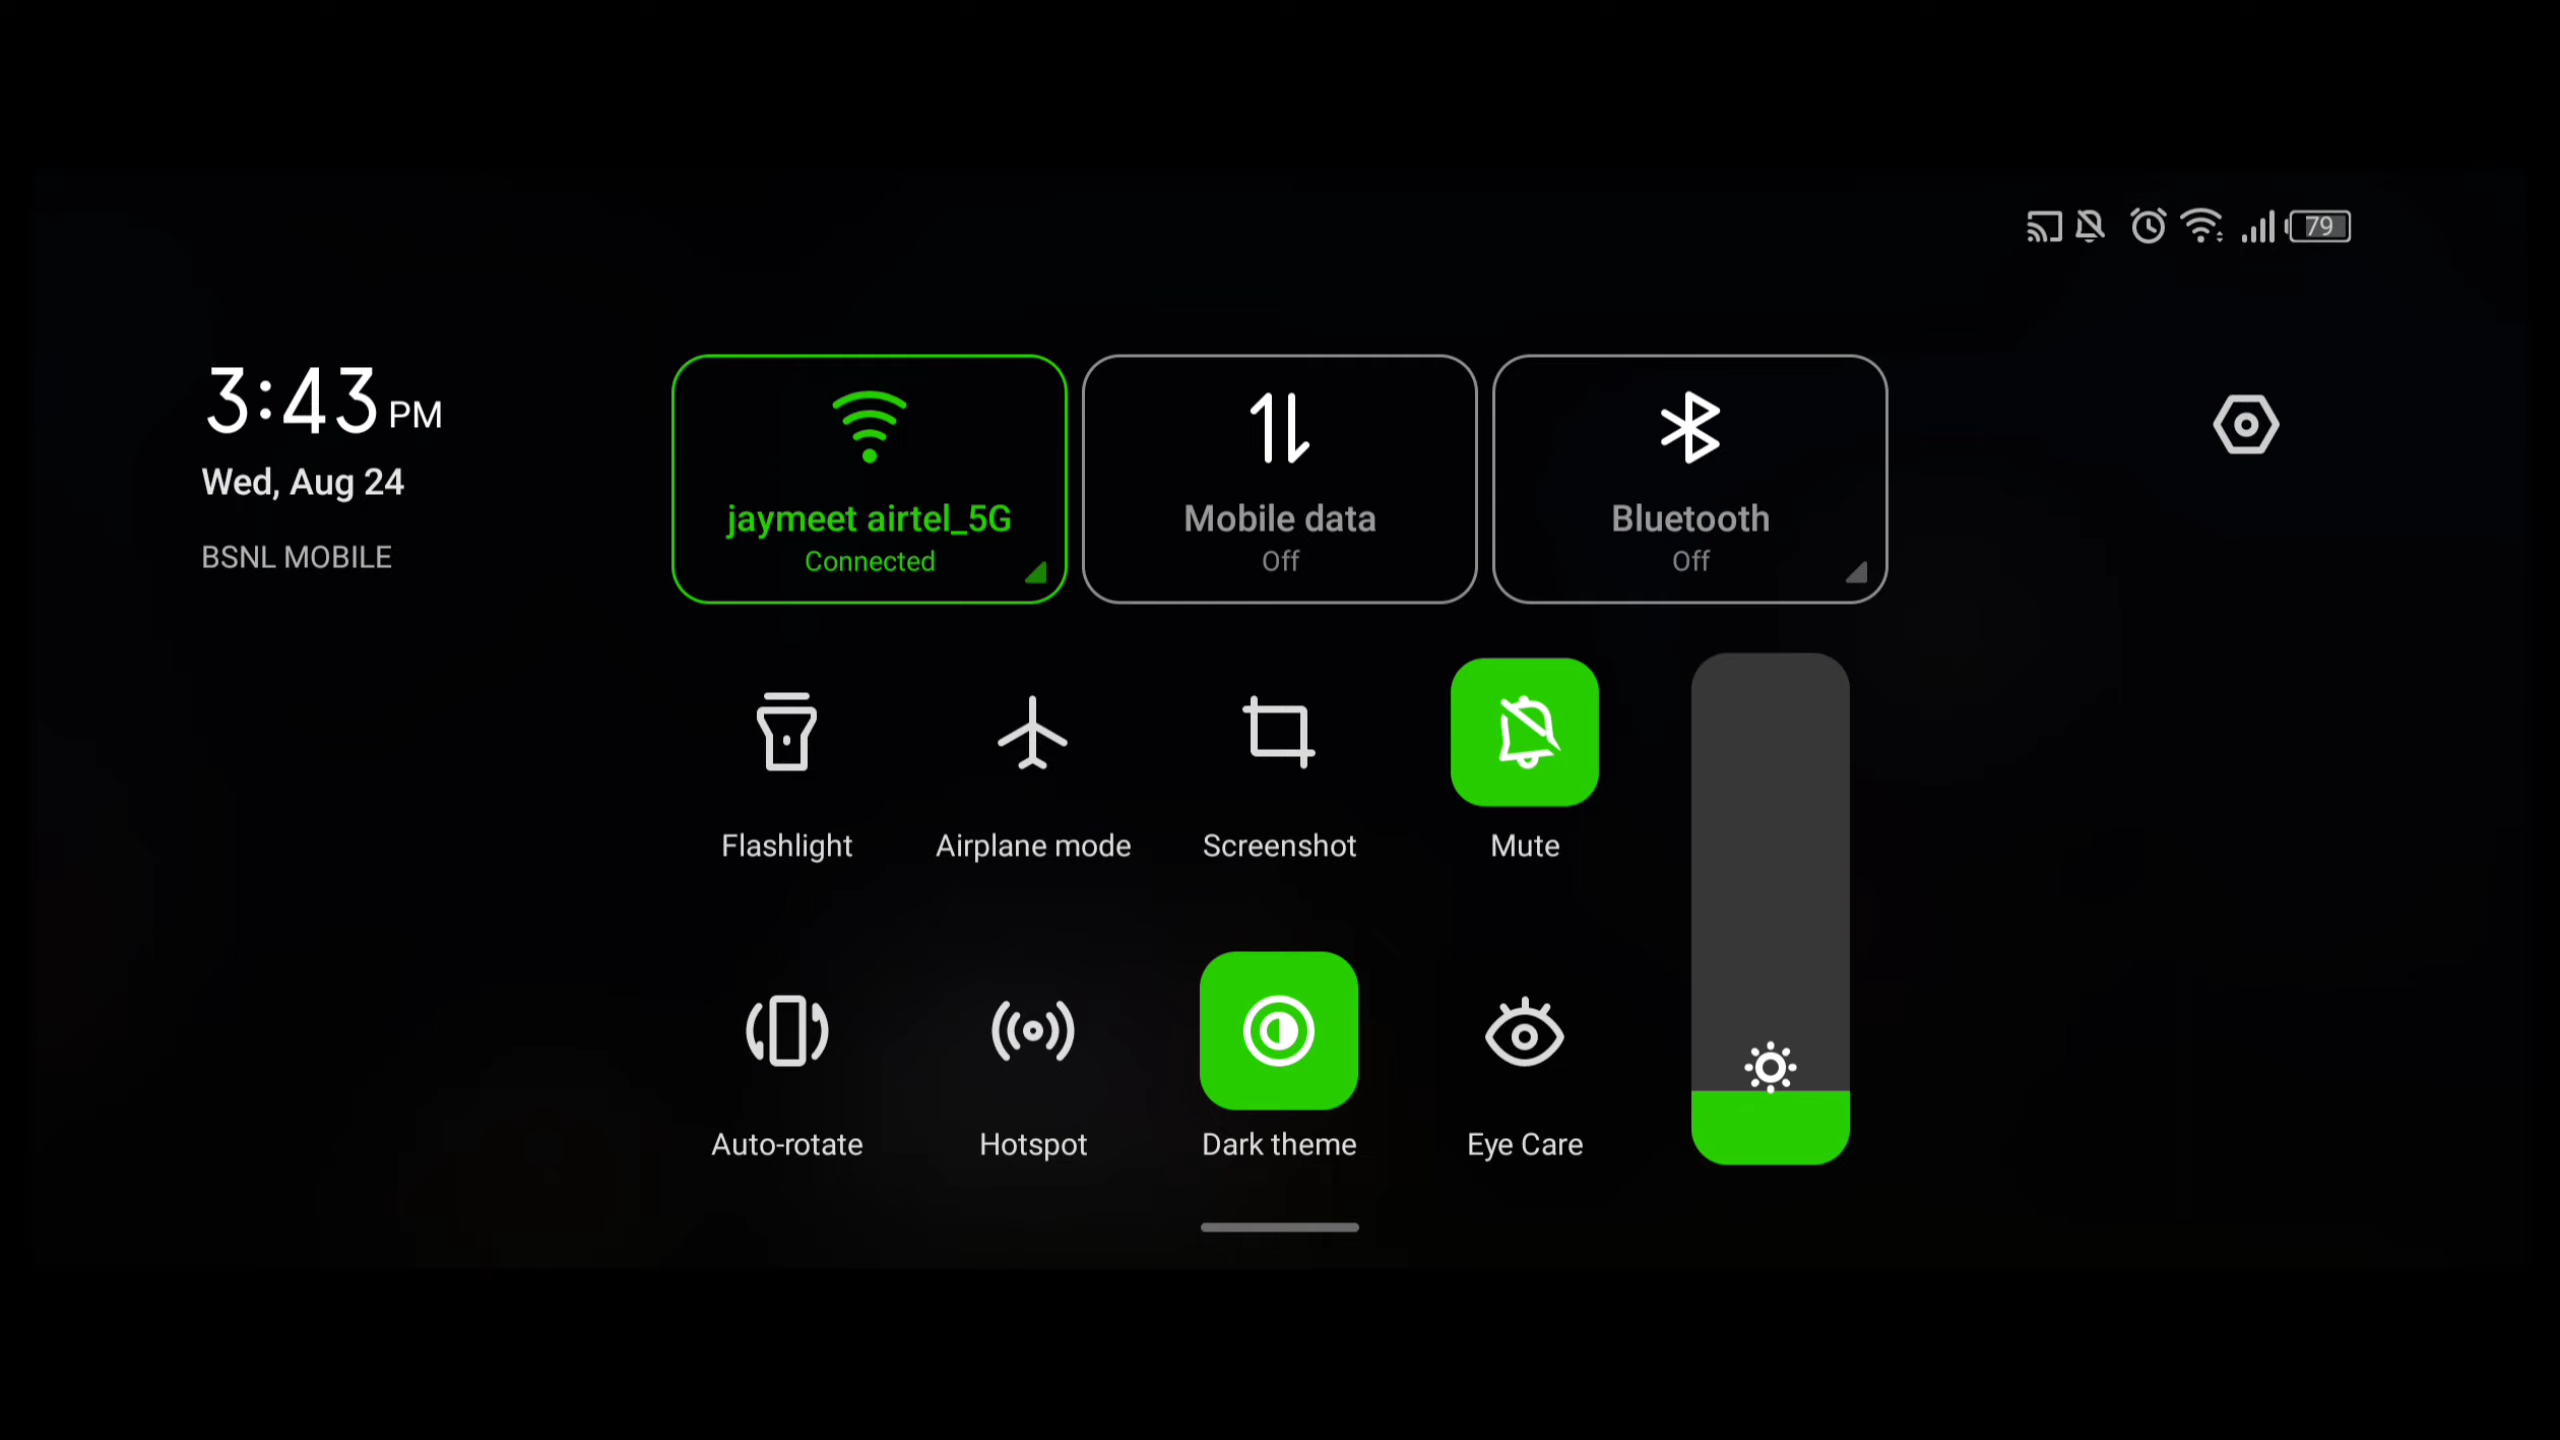 79
3:43 PM
Wed, Aug 24
BSNL MOBILE
jaymeet airtel_5G
Connected
Mobile data
Off
Bluetooth
Off
Flashlight
Airplane mode
Screenshot
Mute
Auto-rotate
Hotspot
Dark theme
Eye Care